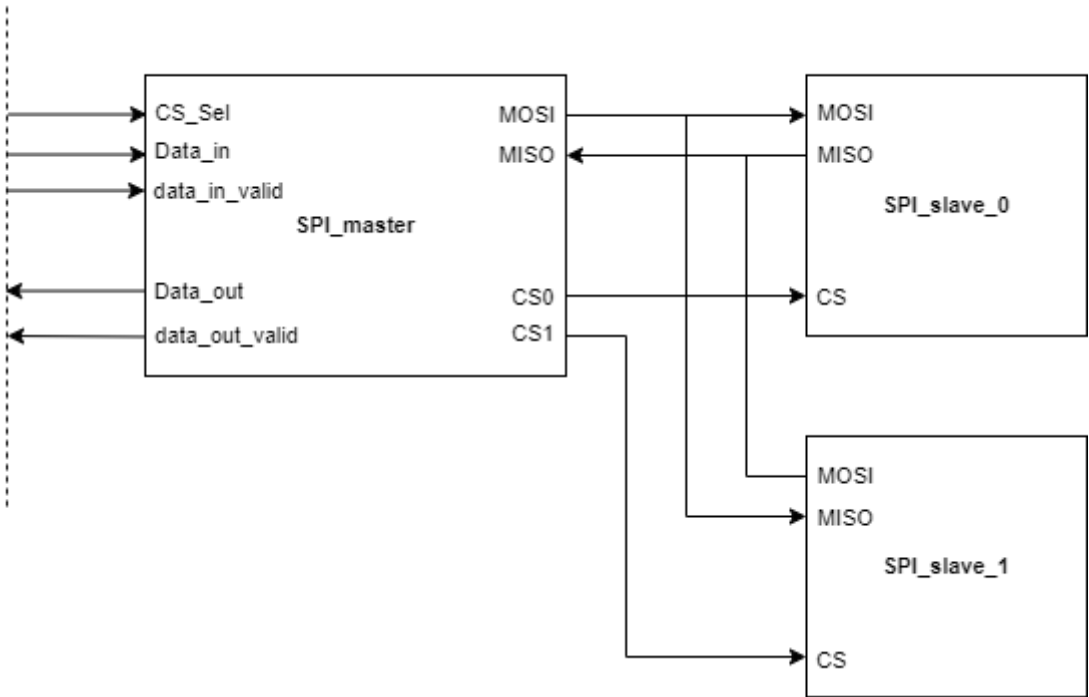 CS_Sel
Data_in
data_in_valid
SPI_master
Data_out
data_out_valid
MOSI
MISO
CS0
CS1
MOSI
MISO
SPI_slave_0
CS
MOSI
MISO
SPI_slave_1
CS